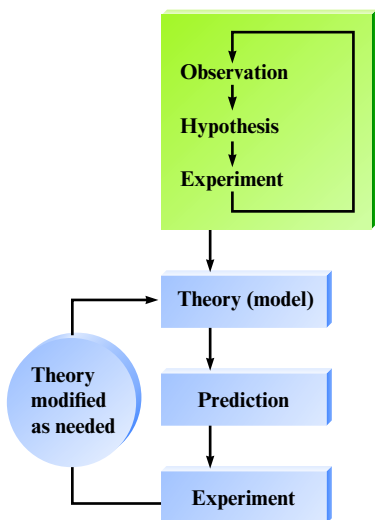 Observation
Hypothesis
Experiment
Theory (model)
Theory
modified
as needed
Prediction
Experiment